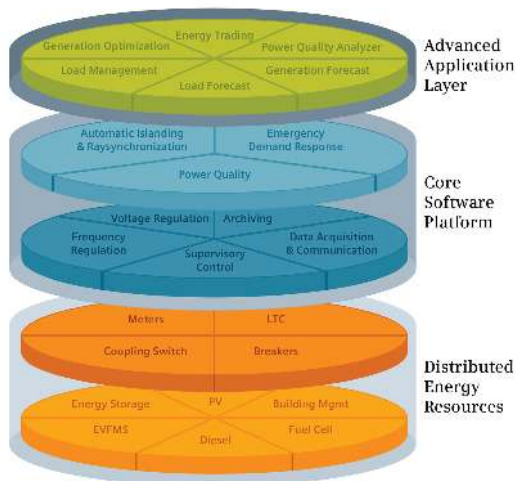 Energy Trading
Generation Optimization
Power Quality Analyzer
Load Management
Generation Forecast
Load Forecast
Advanced
Application
Layer
Automatic Islanding
& Raysynchronization
Emergency
Demand Response
Power Quality
Voltage Regulation
Archiving
Frequency
Regulation
Data Acquisition
& Communication
Supervisory
Control
Core
Software
Platform
Meters
LTC
Coupling Switch
Breakers
Energy Storage
PV
Building Mgmt
EVFMS
Diesel
Fuel Cell
Distributed
Energy
Resources